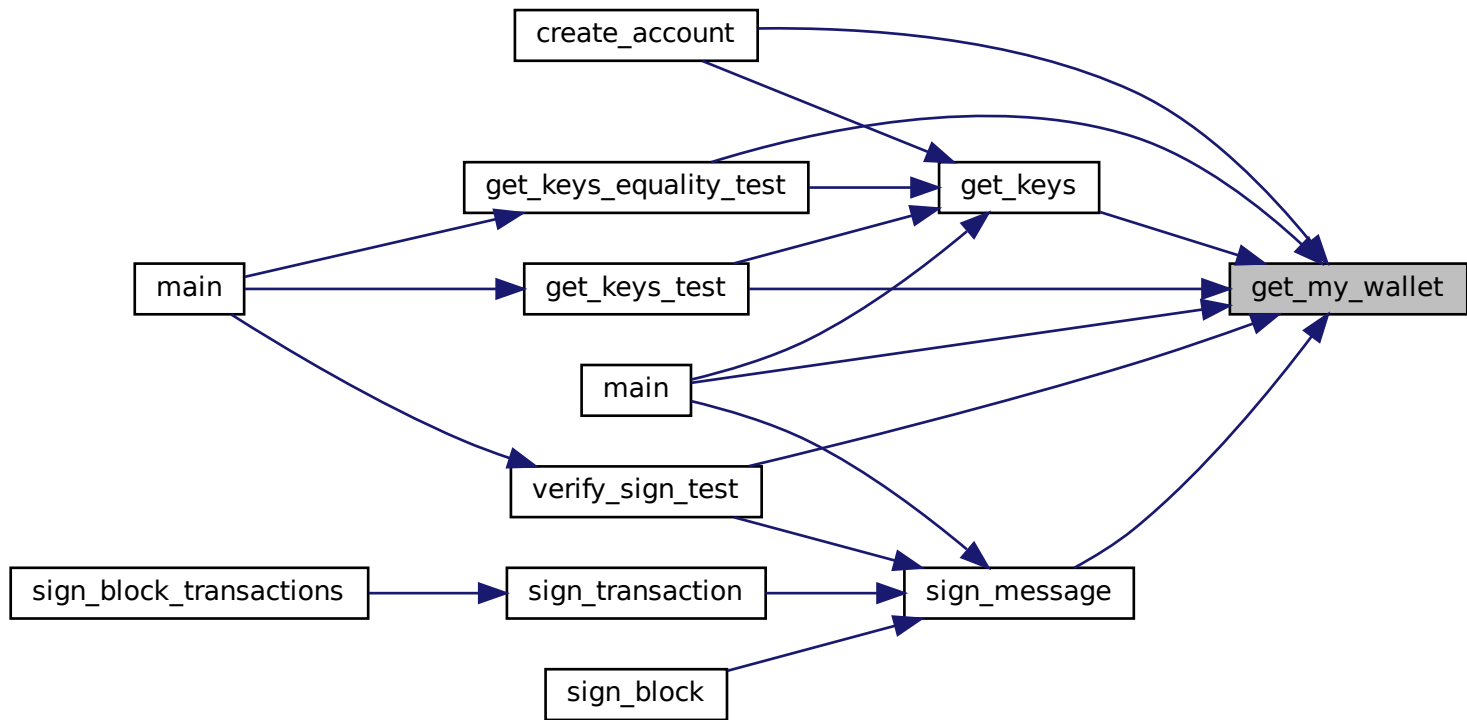 create_account
get_keys_equality_test
get_keys
main
get_keys_test
get_my_wallet
main
verify_sign_test
sign_block_transactions
sign_transaction
sign_message
sign_block